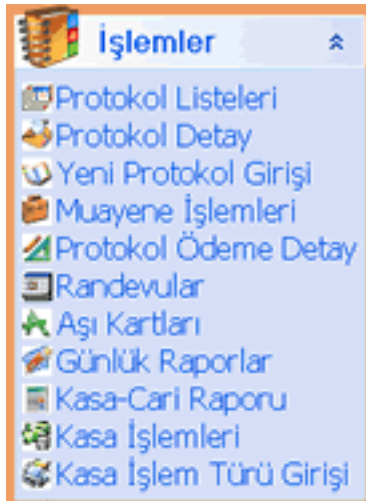 İşlemler
Protokol Listeleri
Protokol Detay
Yeni Protokol Girişi
Muayene İşlemleri
Protokol Ödeme Detay
Randevular
Aşı Kartları
Günlük Raporlar
Kasa-Cari Raporu
Kasa İşlemleri
Kasa İşlem Türü Girişi